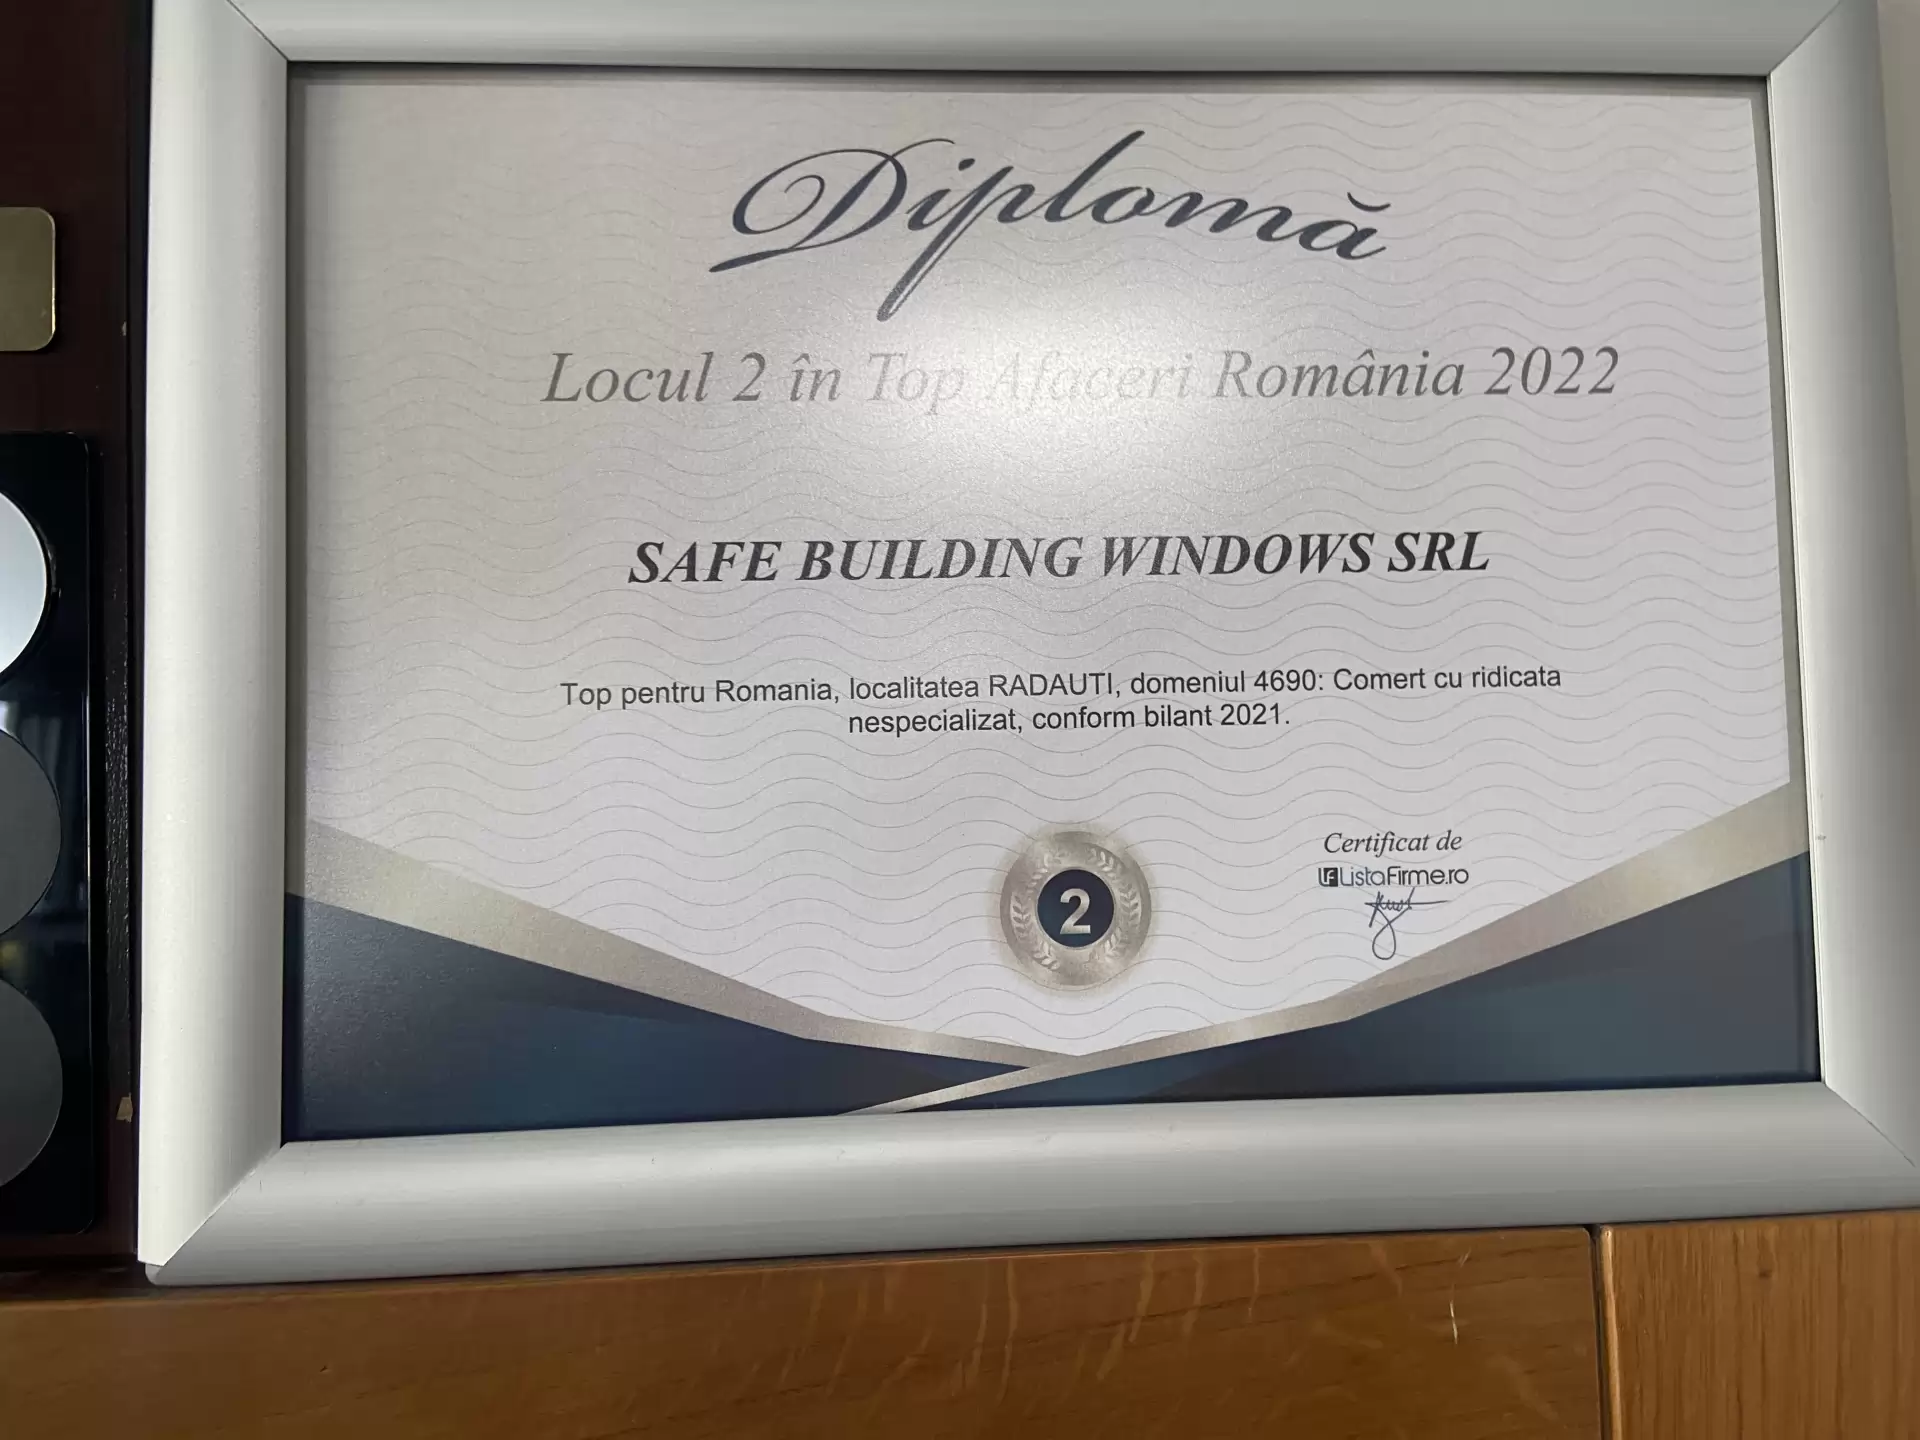 Diplomă
Locul 2 în Top Afaceri România 2022
SAFE BUILDING WINDOWS SRL
Top pentru Romania, localitatea RADAUTI, domeniul 4690: Comert cu ridicata
nespecializat, conform bilant 2021.
2
Certificat de
LF ListaFirme.ro